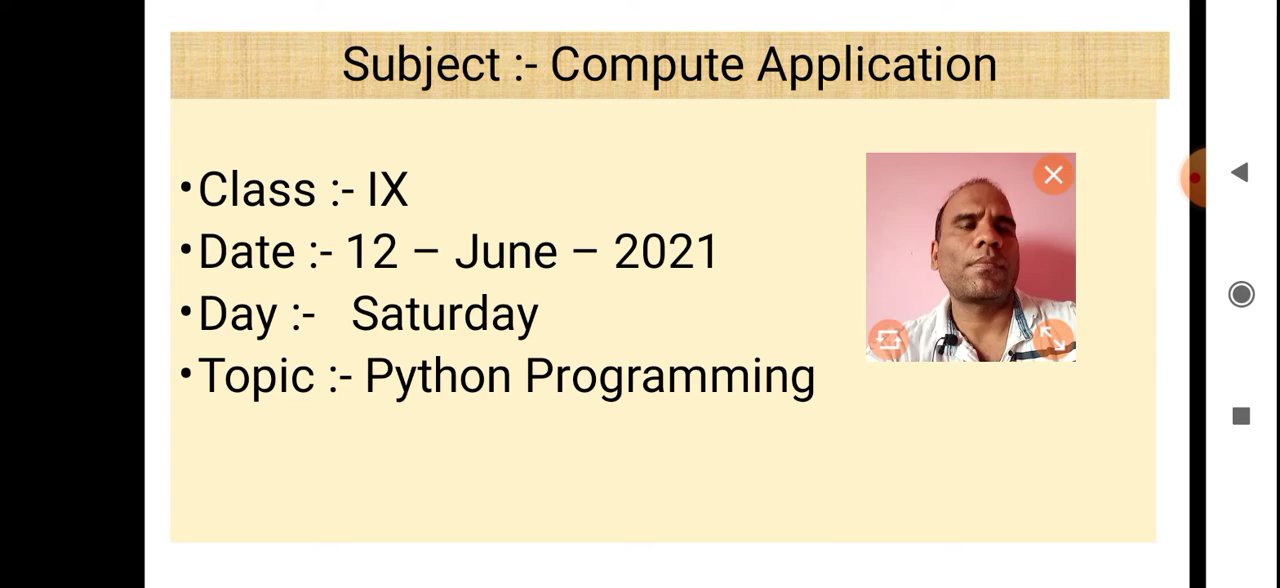 Subject :- Compute Application
•Class :- IX
•Date :- 12 – June – 2021
•Day :- Saturday
•Topic :- Python Programming